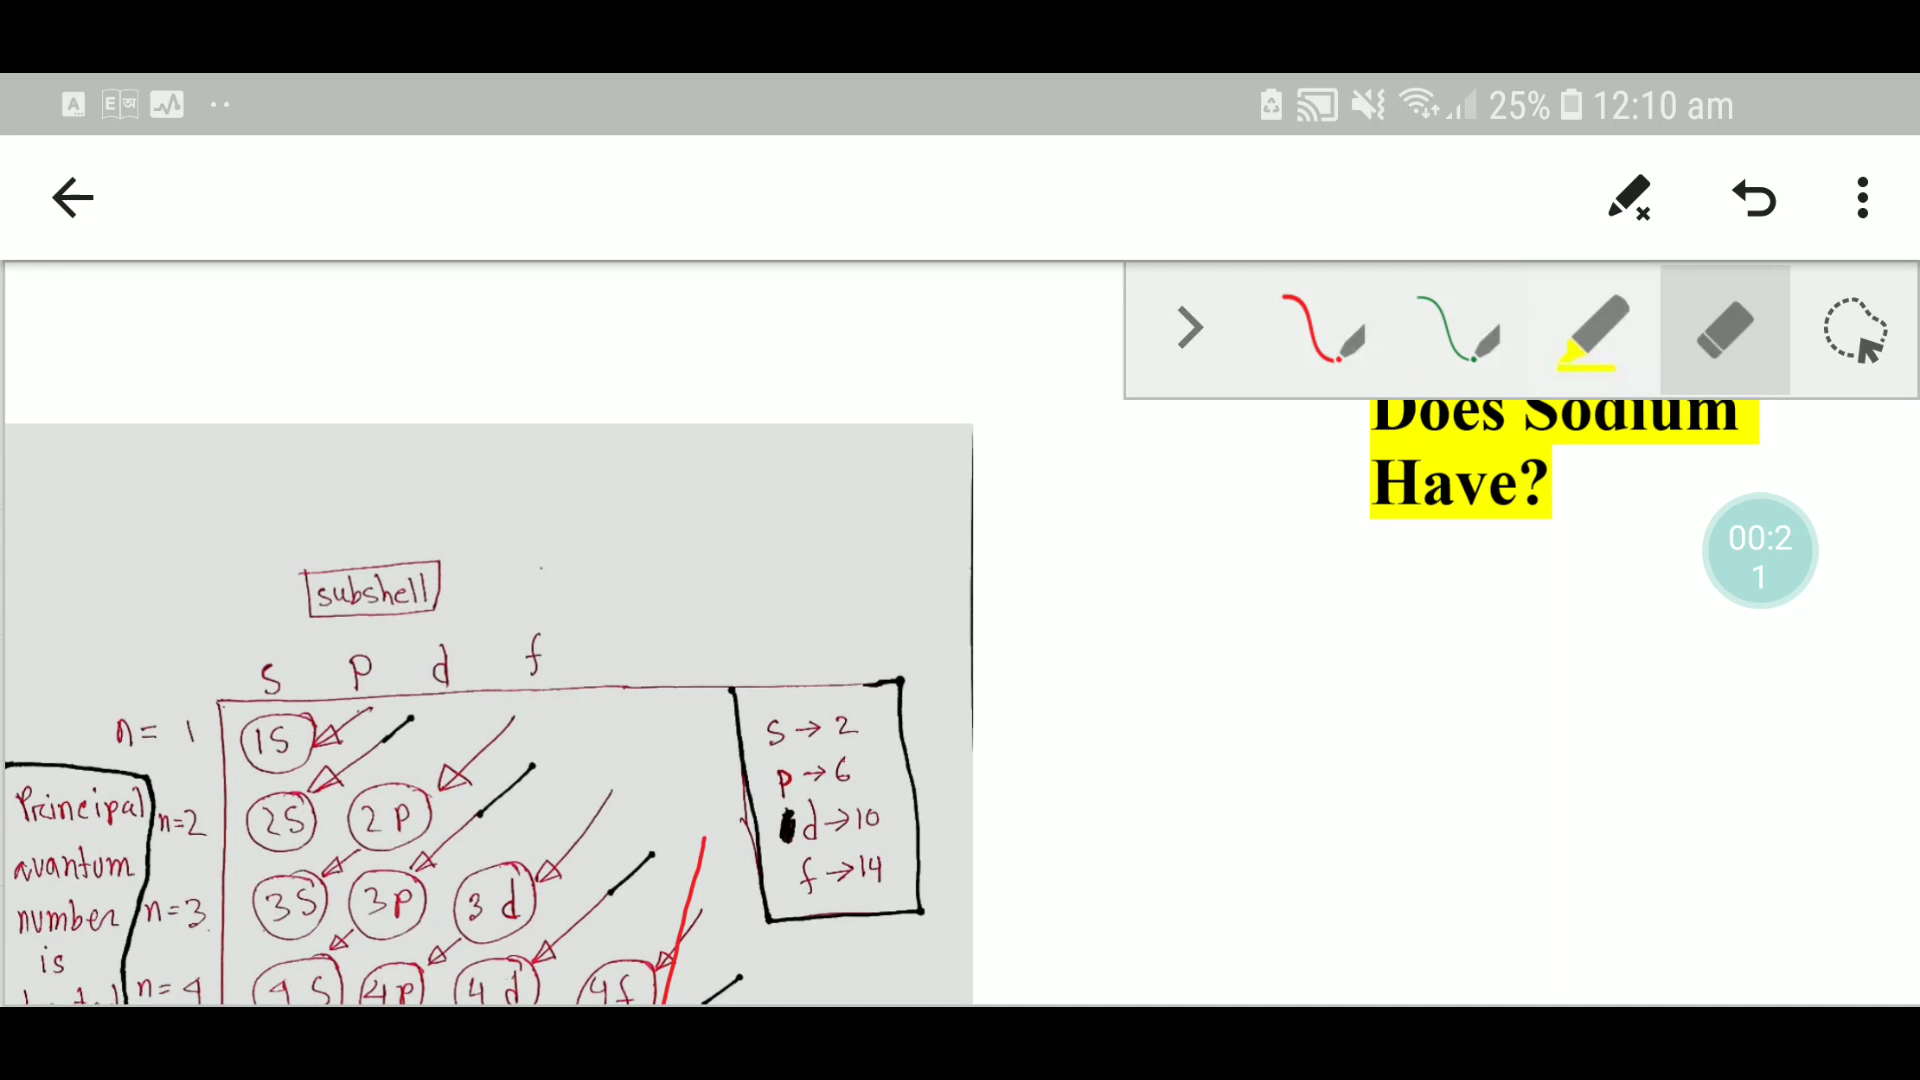 25% 12:10 am
Does Sodium
Have?
00:2
1
subshell
s p d f
n = 1 1S
n=2 2S 2p
n=3 3S 3p 3d
n=4 4S 4p 4d 4f
S → 2
p → 6
d → 10
f → 14
Principal
number
is